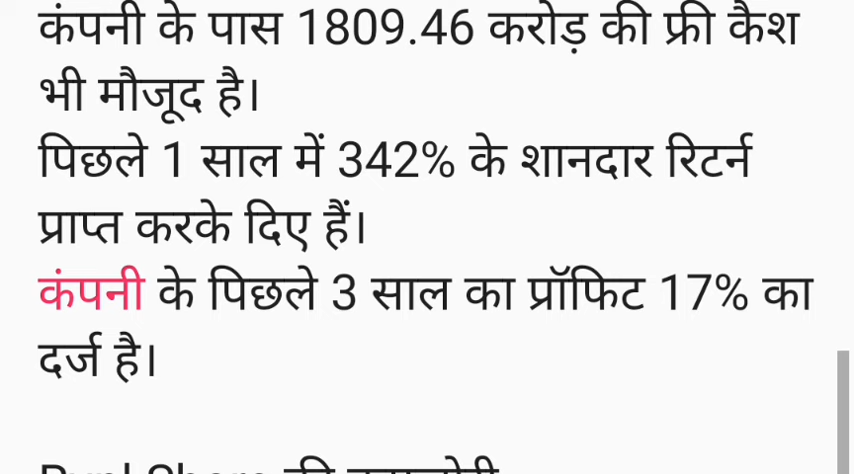 कंपनी के पास 1809.46 करोड़ की फ्री कैश
भी मौजूद है।
पिछले 1 साल में 342% के शानदार रिटर्न
प्राप्त करके दिए हैं।
कंपनी के पिछले 3 साल का प्रॉफिट 17% का
दर्ज है।
की